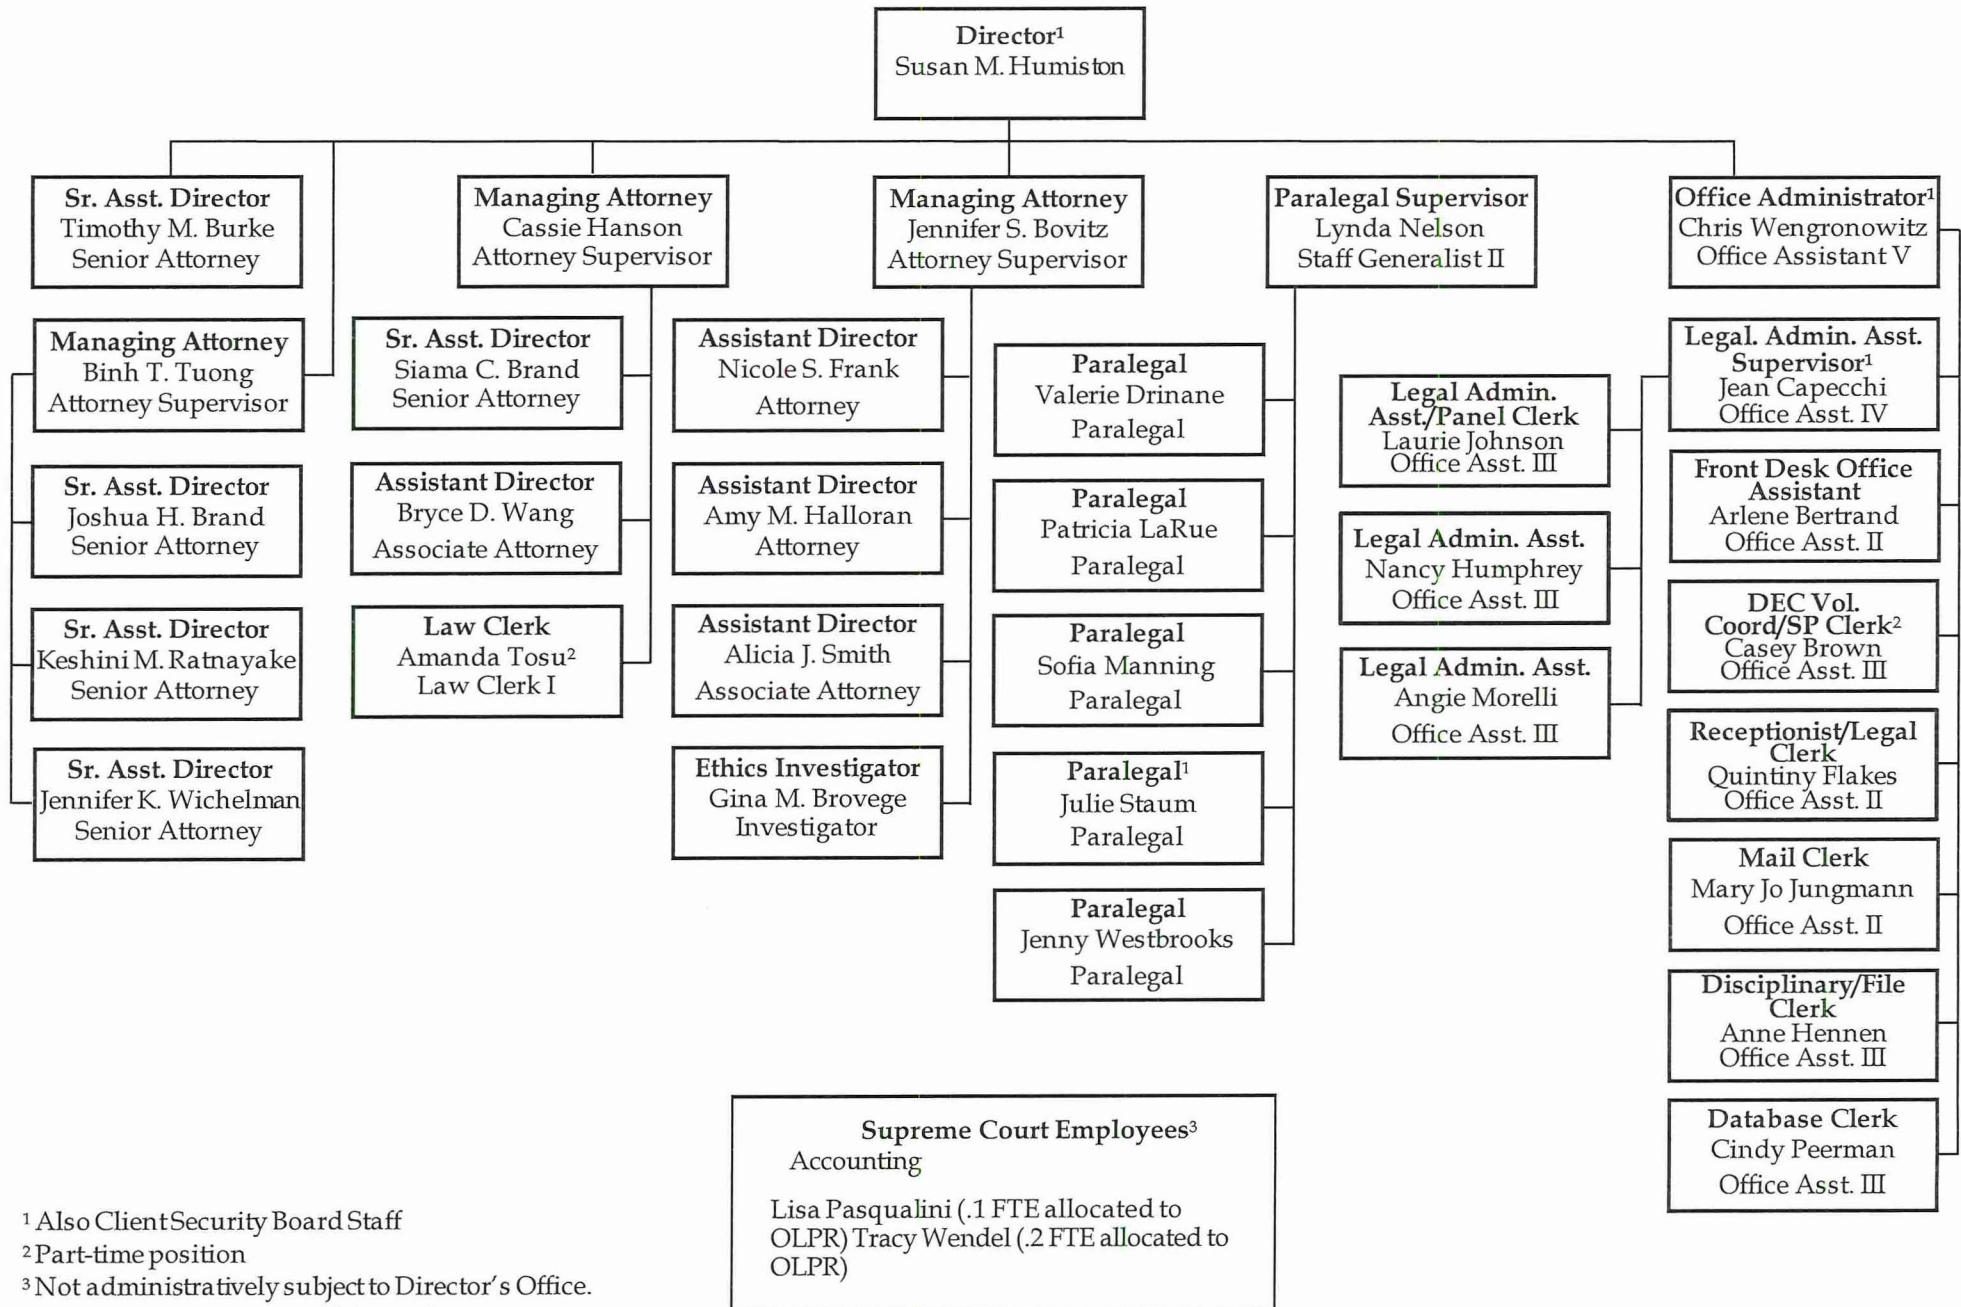 Director¹
Susan M. Humiston
Sr. Asst. Director
Timothy M. Burke
Senior Attorney
Managing Attorney
Cassie Hanson
Attorney Supervisor
Managing Attorney
Jennifer S. Bovitz
Attorney Supervisor
Paralegal Supervisor
Lynda Nelson
Staff Generalist II
Office Administrator¹
Chris Wengronowitz
Office Assistant V
Managing Attorney
Binh T. Tuong
Attorney Supervisor
Sr. Asst. Director
Joshua H. Brand
Senior Attorney
Sr. Asst. Director
Keshini M. Ratnayake
Senior Attorney
Sr. Asst. Director
Jennifer K. Wichelman
Senior Attorney
Sr. Asst. Director
Siama C. Brand
Senior Attorney
Assistant Director
Bryce D. Wang
Associate Attorney
Law Clerk
Amanda Tosu²
Law Clerk I
Assistant Director
Nicole S. Frank
Attorney
Assistant Director
Amy M. Halloran
Attorney
Assistant Director
Alicia J. Smith
Associate Attorney
Ethics Investigator
Gina M. Brovege
Investigator
Paralegal
Valerie Drinane
Paralegal
Paralegal
Patricia LaRue
Paralegal
Paralegal
Sofia Manning
Paralegal
Paralegal¹
Julie Staum
Paralegal
Paralegal
Jenny Westbrooks
Paralegal
Legal Admin.
Asst./Panel Clerk
Laurie Johnson
Office Asst. III
Legal Admin. Asst.
Nancy Humphrey
Office Asst. III
Legal Admin. Asst.
Angie Morelli
Office Asst. III
Legal. Admin. Asst.
Supervisor¹
Jean Capecchi
Office Asst. IV
Front Desk Office
Assistant
Arlene Bertrand
Office Asst. II
DEC Vol.
Coord/SP Clerk²
Casey Brown
Office Asst. III
Receptionist/Legal
Clerk
Quintiny Flakes
Office Asst. II
Mail Clerk
Mary Jo Jungmann
Office Asst. II
Disciplinary/File
Clerk
Anne Hennen
Office Asst. III
Database Clerk
Cindy Peerman
Office Asst. III
Supreme Court Employees³
Accounting
Lisa Pasqualini (.1 FTE allocated to
OLPR) Tracy Wendel (.2 FTE allocated to
OLPR)
¹ Also Client Security Board Staff
² Part-time position
³ Not administratively subject to Director's Office.